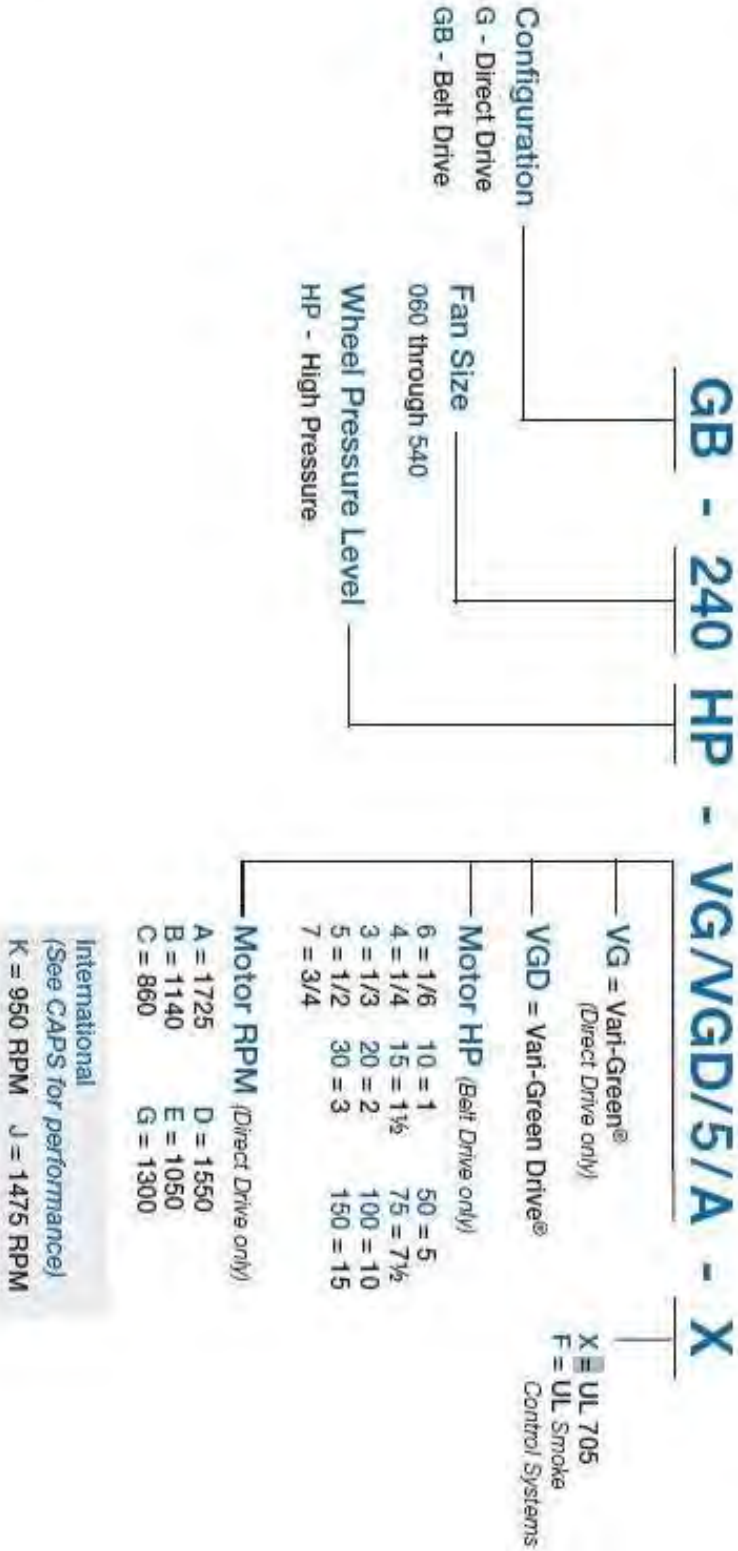 GB - 240 HP - VG/VGD/5/A - X
Configuration
G - Direct Drive
GB - Belt Drive
Fan Size
060 through 540
Wheel Pressure Level
HP - High Pressure
VG = Vari-Green®
(Direct Drive only)
VGD = Vari-Green Drive®
Motor HP (Belt Drive only)
6 = 1/6 10 = 1 50 = 5
4 = 1/4 15 = 1½ 75 = 7½
3 = 1/3 20 = 2 100 = 10
5 = 1/2 30 = 3 150 = 15
7 = 3/4
Motor RPM (Direct Drive only)
A = 1725 D = 1550
B = 1140 E = 1050
C = 860 G = 1300
International
(See CAPS for performance)
K = 950 RPM J = 1475 RPM
X = UL 705
F = UL Smoke
Control Systems